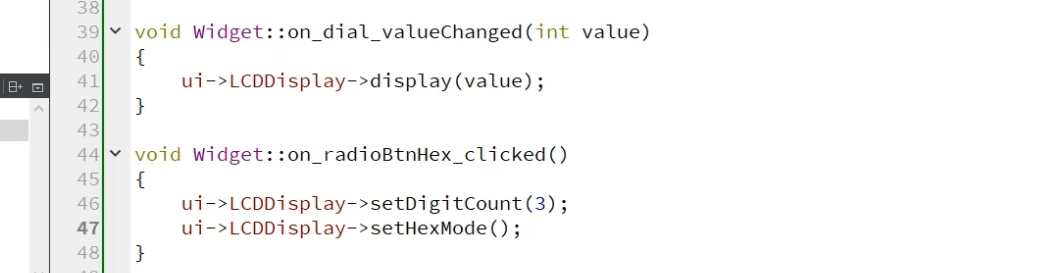 38
39 void Widget::on_dial_valueChanged(int value)
40 {
41 ui->LCDDisplay->display(value);
42 }
43
44 void Widget::on_radioBtnHex_clicked()
45 {
46 ui->LCDDisplay->setDigitCount(3);
47 ui->LCDDisplay->setHexMode();
48 }